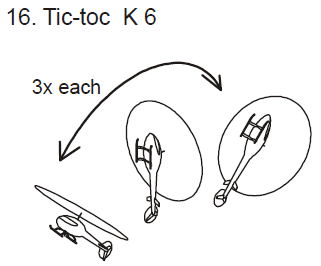 16. Tic-toc  K 6
3x each